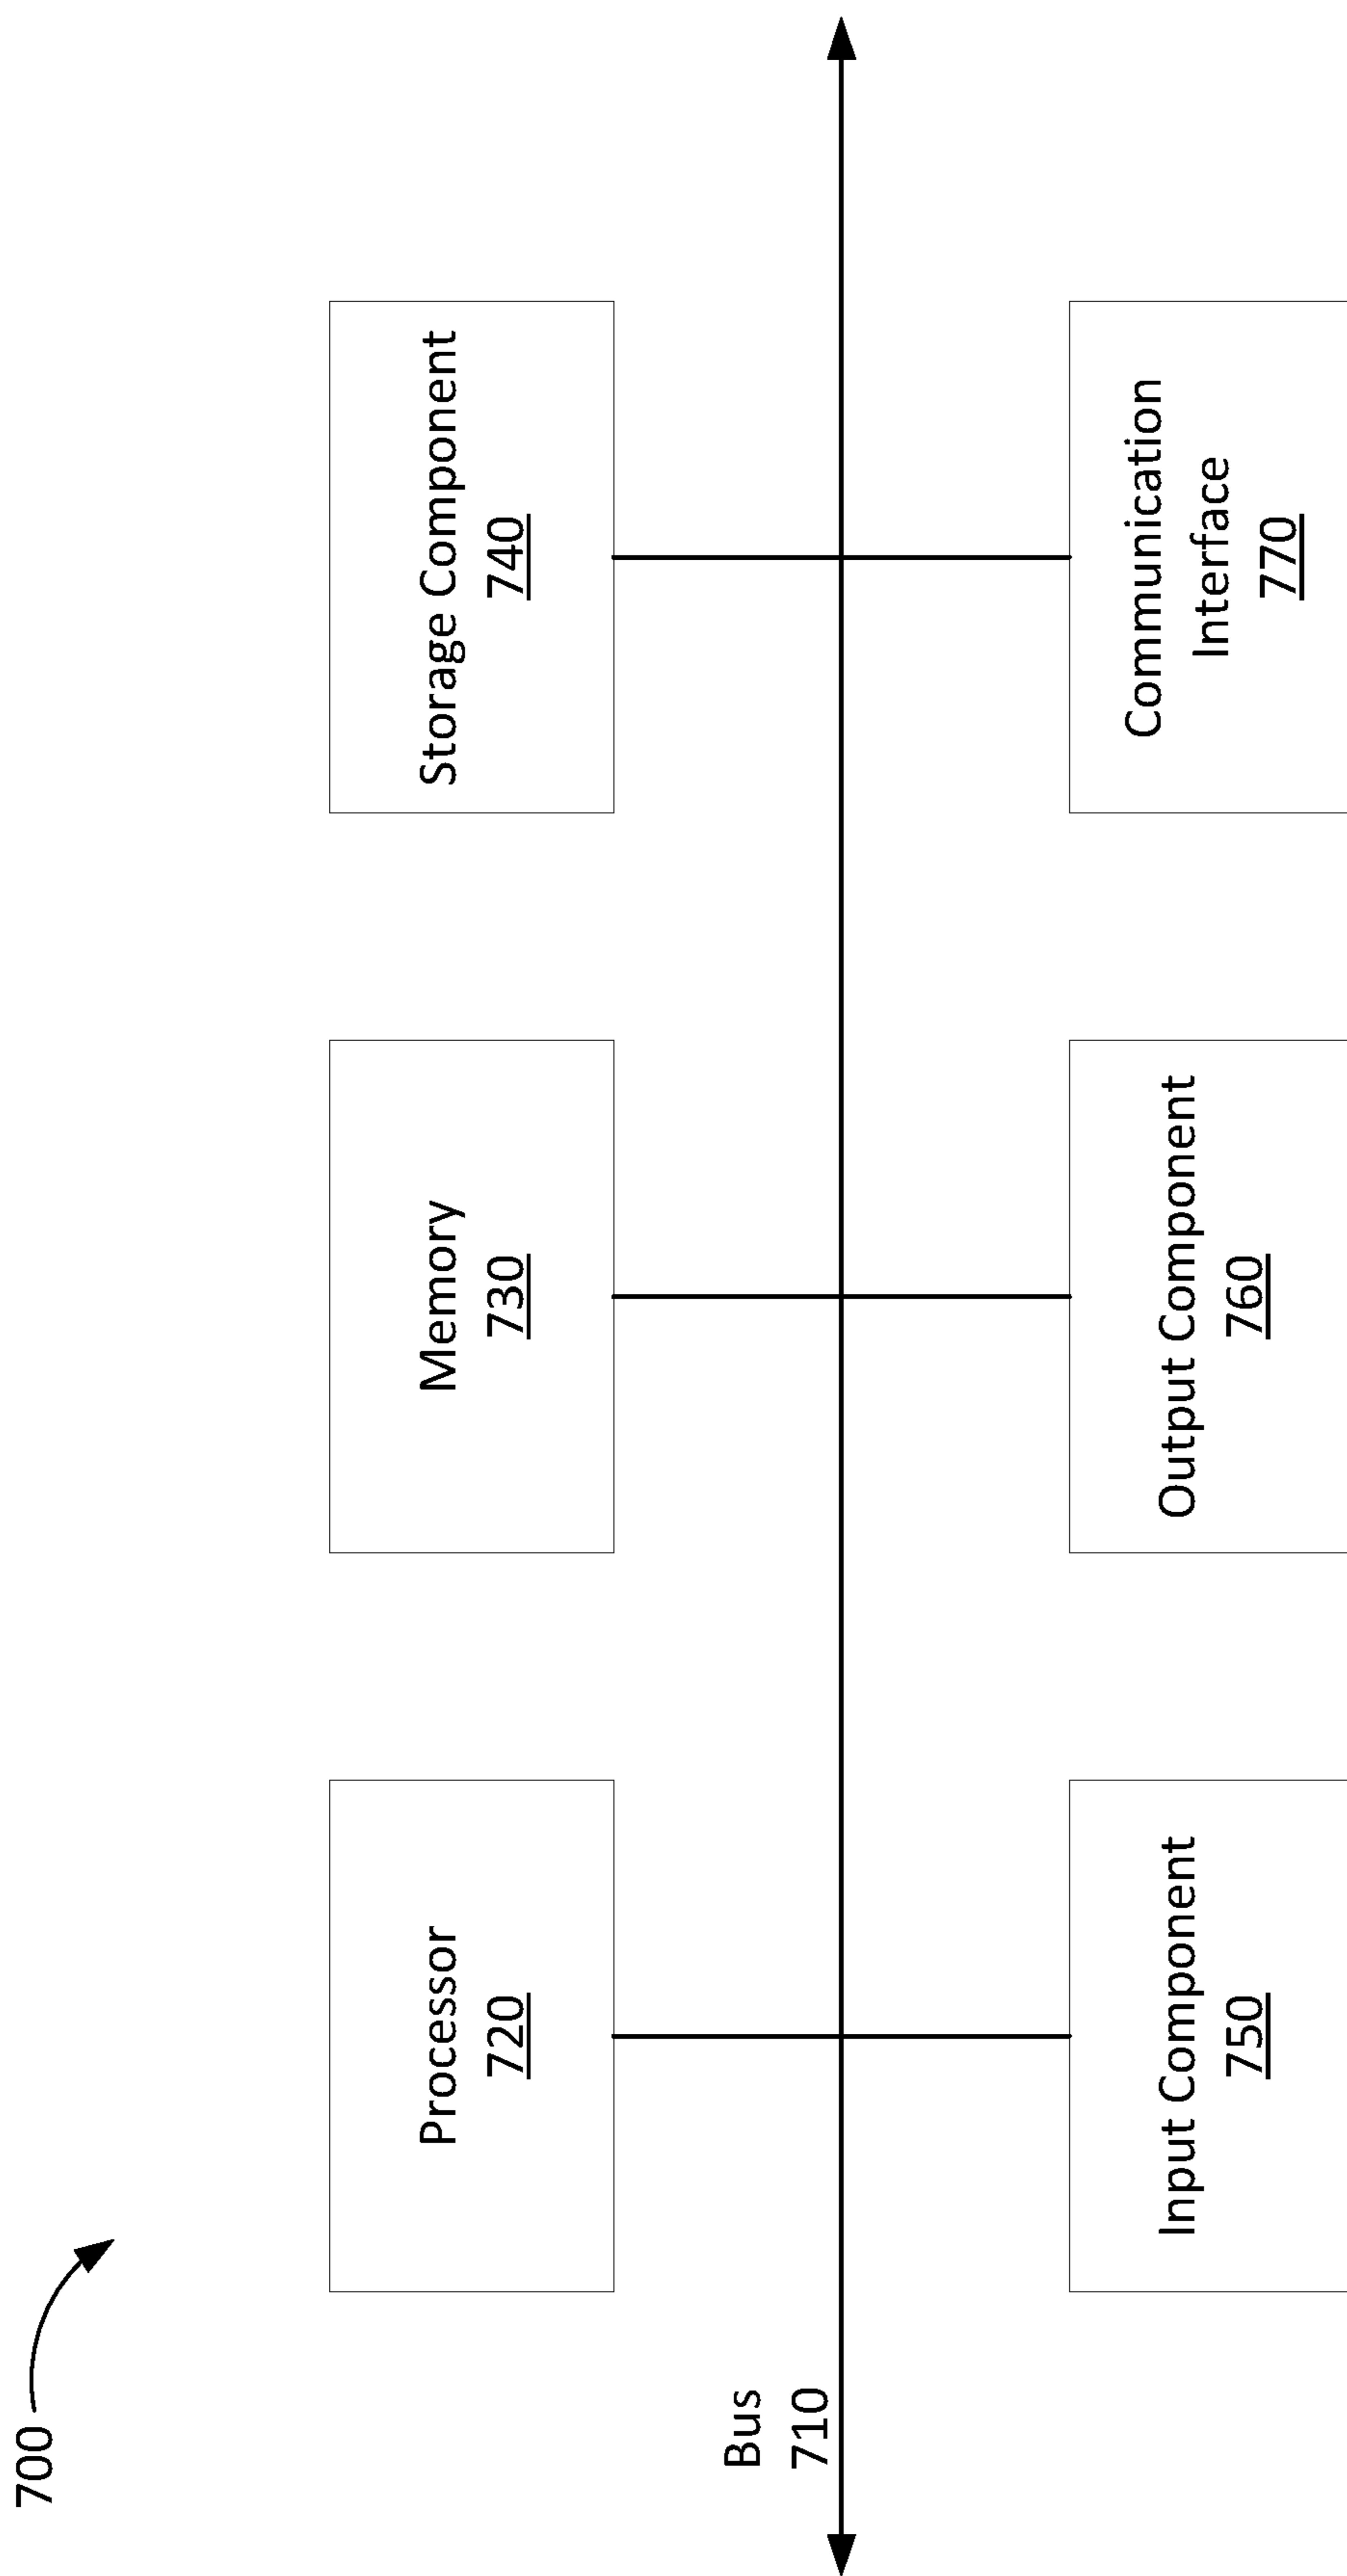 700
Processor
720
Memory
730
Storage Component
740
Bus
710
Input Component
750
Output Component
760
Communication
Interface
770